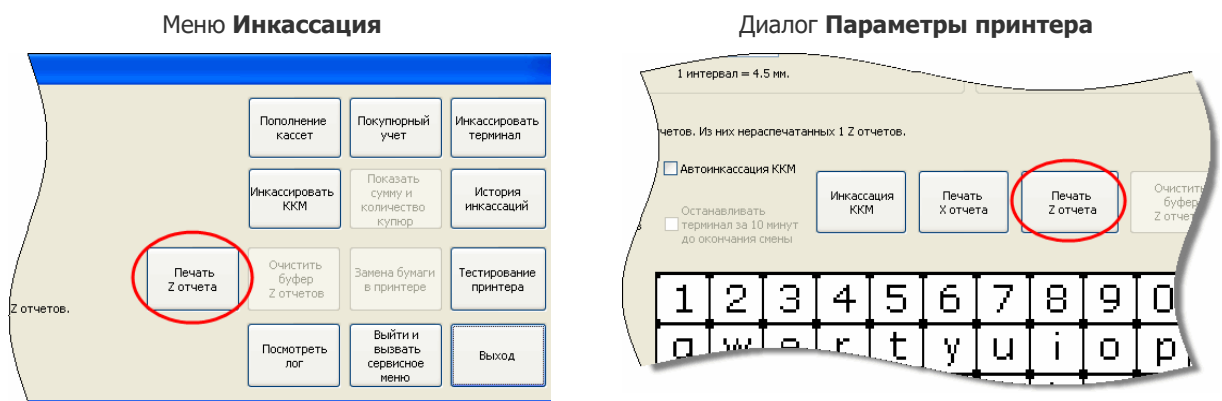 Меню Инкассация
Пополнение
кассет
Покупюрный
учет
Инкассировать
терминал
Инкассировать
ККМ
Показать
сумму и
количество
купюр
История
инкассаций
Печать
Z отчета
Очистить
буфер
Z отчетов
Замена бумаги
в принтере
Тестирование
принтера
Z отчетов.
Посмотреть
лог
Выйти и
вызвать
сервисное
меню
Выход
Диалог Параметры принтера
1 интервал = 4.5 мм.
четов. Из них нераспечатанных 1 Z отчетов.
Автоинкассация ККМ
Останавливать
терминал за 10 минут
до окончания смены
Инкассация
ККМ
Печать
X отчета
Печать
Z отчета
Очистить
буфер
Z отчет
1 2 3 4 5 6 7 8 9 0
q w e r t y u i o p